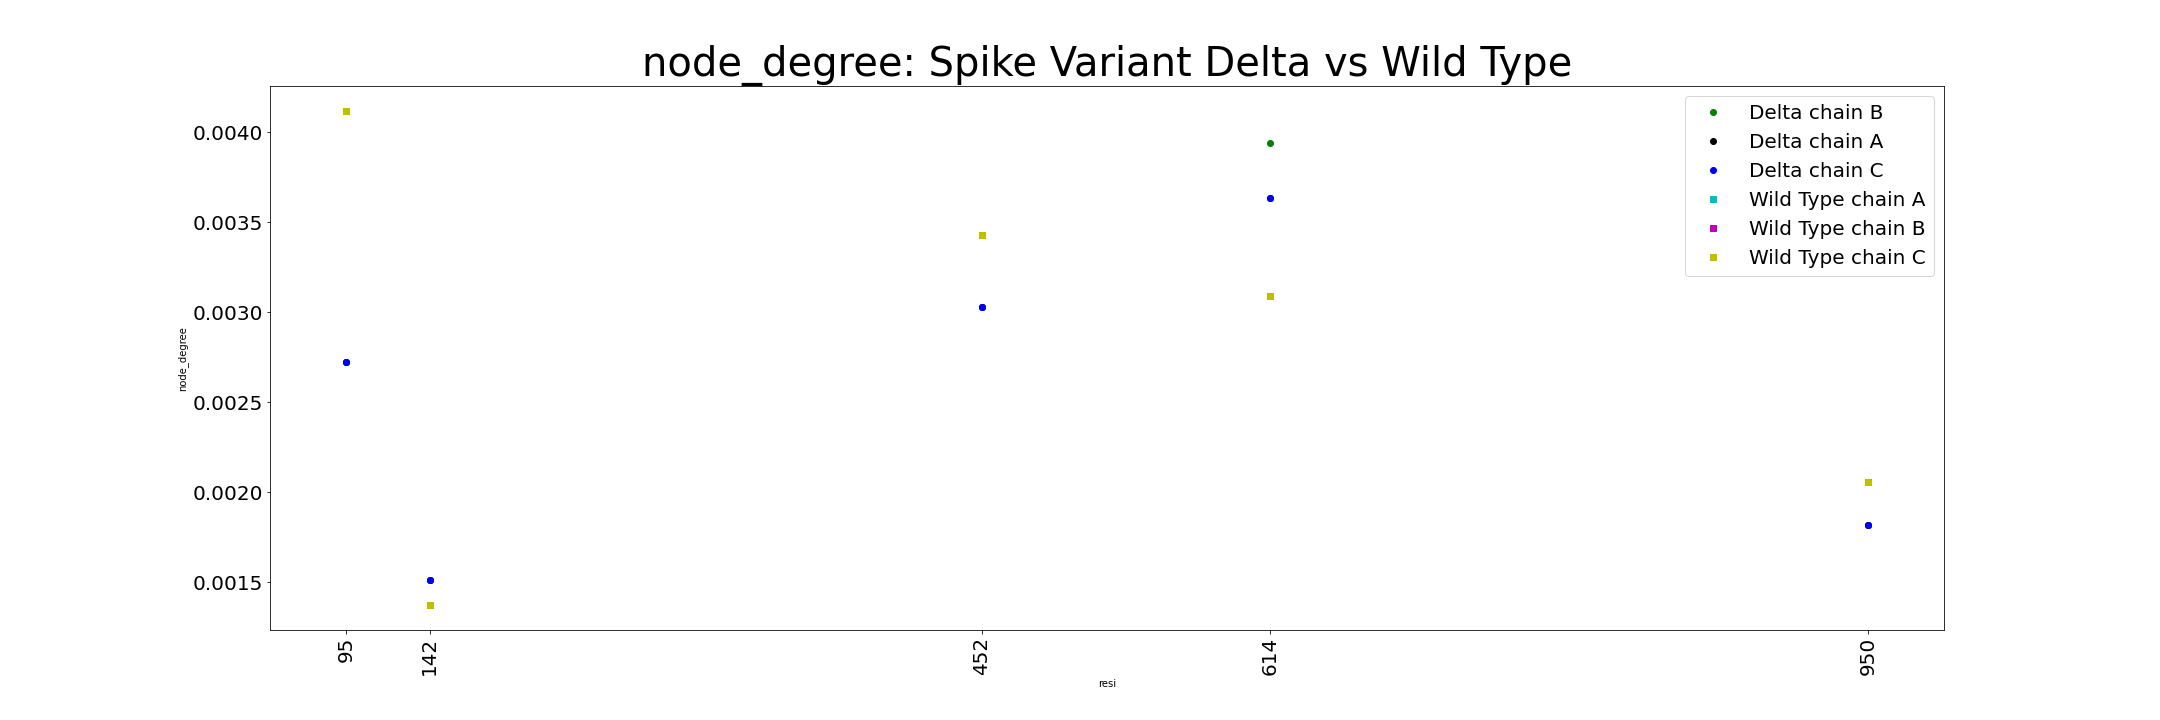 node_degree: Spike Variant Delta vs Wild Type
Delta chain B
Delta chain A
Delta chain C
Wild Type chain A
Wild Type chain B
Wild Type chain C
0.0040
0.0035
0.0030
0.0025
0.0020
0.0015
node_degree
95
142
452
614
950
resi